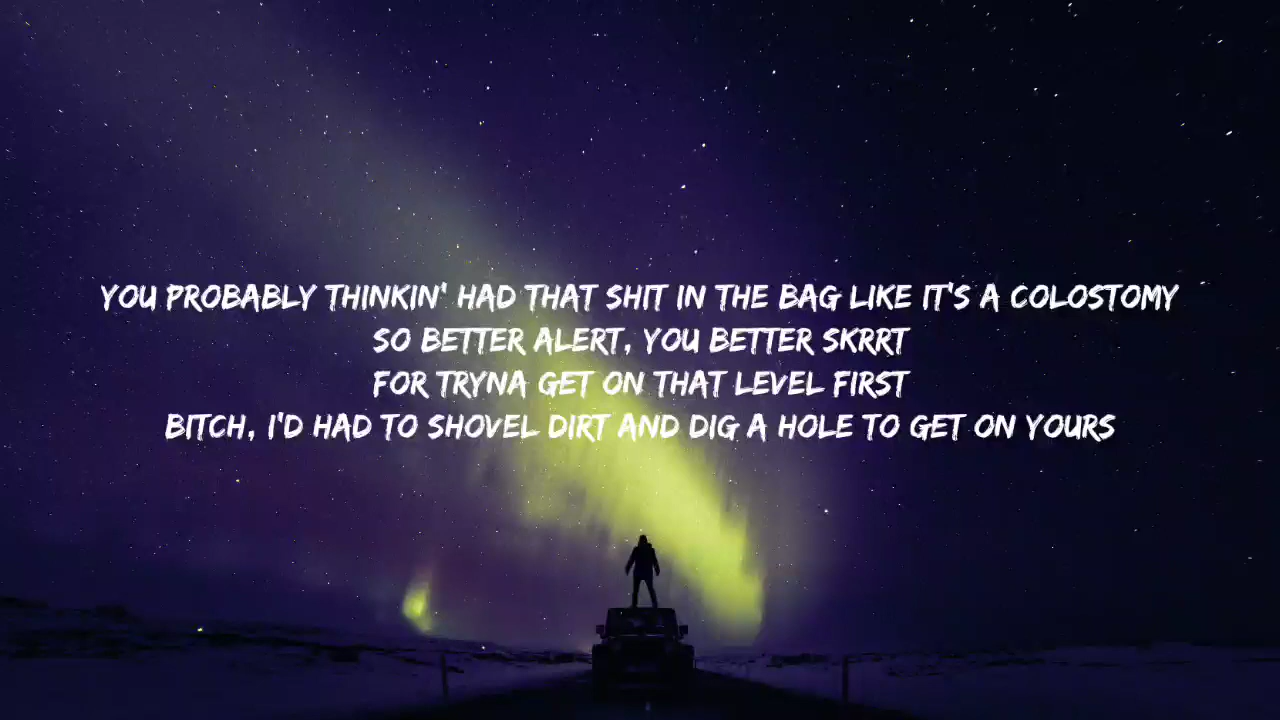 YOU PROBABLY THINKIN' HAD THAT SHIT IN THE BAG LIKE IT'S A COLOSTOMY
SO BETTER ALERT, YOU BETTER SKRRT
FOR TRYNA GET ON THAT LEVEL FIRST
BITCH, I'D HAD TO SHOVEL DIRT AND DIG A HOLE TO GET ON YOURS